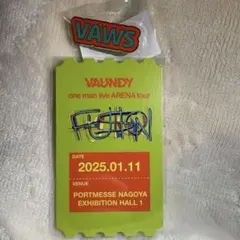 VAWS
VAUNDY
one man live ARENA tour
FUSION
DATE
2025.01.11
VENUE
PORTMESSE NAGOYA
EXHIBITION HALL 1